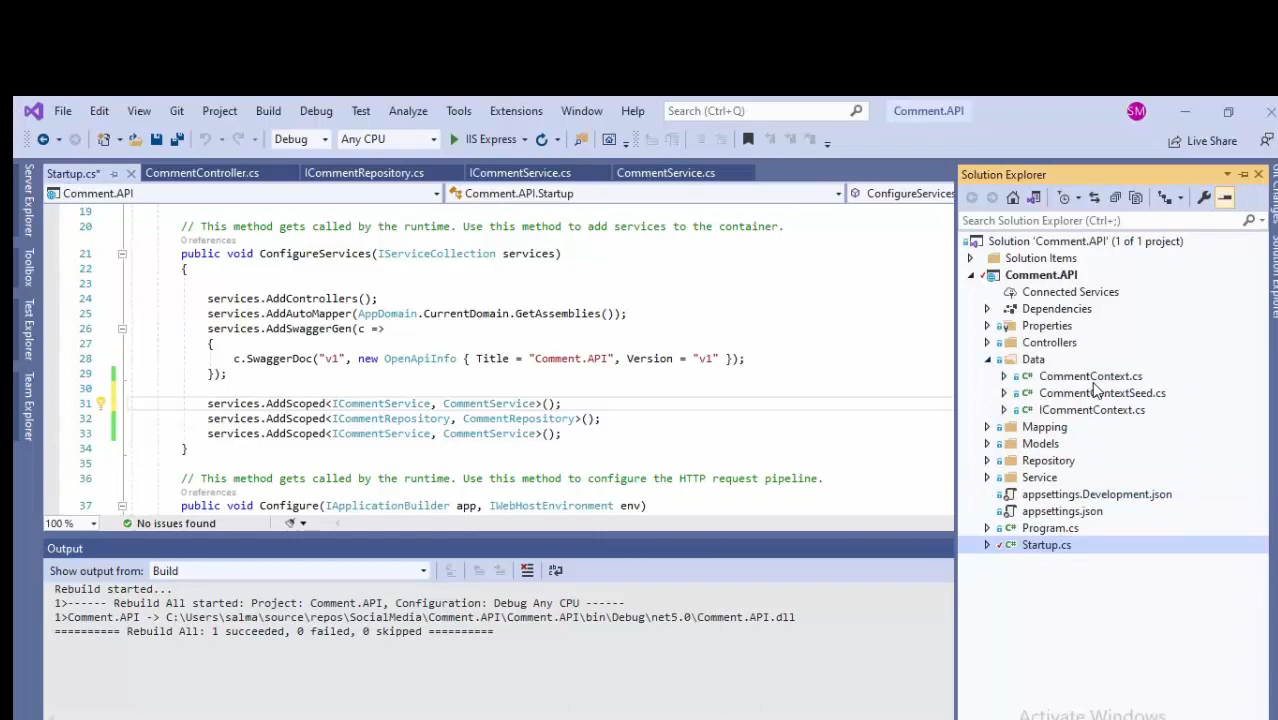 File Edit View Git Project Build Debug Test Analyze Tools Extensions Window Help Search (Ctrl+Q) Comment.API SM
Debug Any CPU IIS Express Live Share
Server Explorer
Toolbox
Test Explorer
Team Explorer
Startup.cs* CommentController.cs ICommentRepository.cs ICommentService.cs CommentService.cs
Comment.API Comment.API.Startup ConfigureServices
19
20 // This method gets called by the runtime. Use this method to add services to the container.
0 references
21 public void ConfigureServices(IServiceCollection services)
22 {
23
24 services.AddControllers();
25 services.AddAutoMapper(AppDomain.CurrentDomain.GetAssemblies());
26 services.AddSwaggerGen(c =>
27 {
28 c.SwaggerDoc("v1", new OpenApiInfo { Title = "Comment.API", Version = "v1" });
29 });
30
31 services.AddScoped<ICommentService, CommentService>();
32 services.AddScoped<ICommentRepository, CommentRepository>();
33 services.AddScoped<ICommentService, CommentService>();
34 }
35
36 // This method gets called by the runtime. Use this method to configure the HTTP request pipeline.
0 references
37 public void Configure(IApplicationBuilder app, IWebHostEnvironment env)
100 % No issues found
Output
Show output from: Build
Rebuild started...
1>------ Rebuild All started: Project: Comment.API, Configuration: Debug Any CPU ------
1>Comment.API -> C:\Users\salma\source\repos\SocialMedia\Comment.API\Comment.API\bin\Debug\net5.0\Comment.API.dll
========== Rebuild All: 1 succeeded, 0 failed, 0 skipped ==========
Solution Explorer
Search Solution Explorer (Ctrl+;)
Solution 'Comment.API' (1 of 1 project)
Solution Items
Comment.API
Connected Services
Dependencies
Properties
Controllers
Data
CommentContext.cs
CommentContextSeed.cs
ICommentContext.cs
Mapping
Models
Repository
Service
appsettings.Development.json
appsettings.json
Program.cs
Startup.cs
Activate Windows